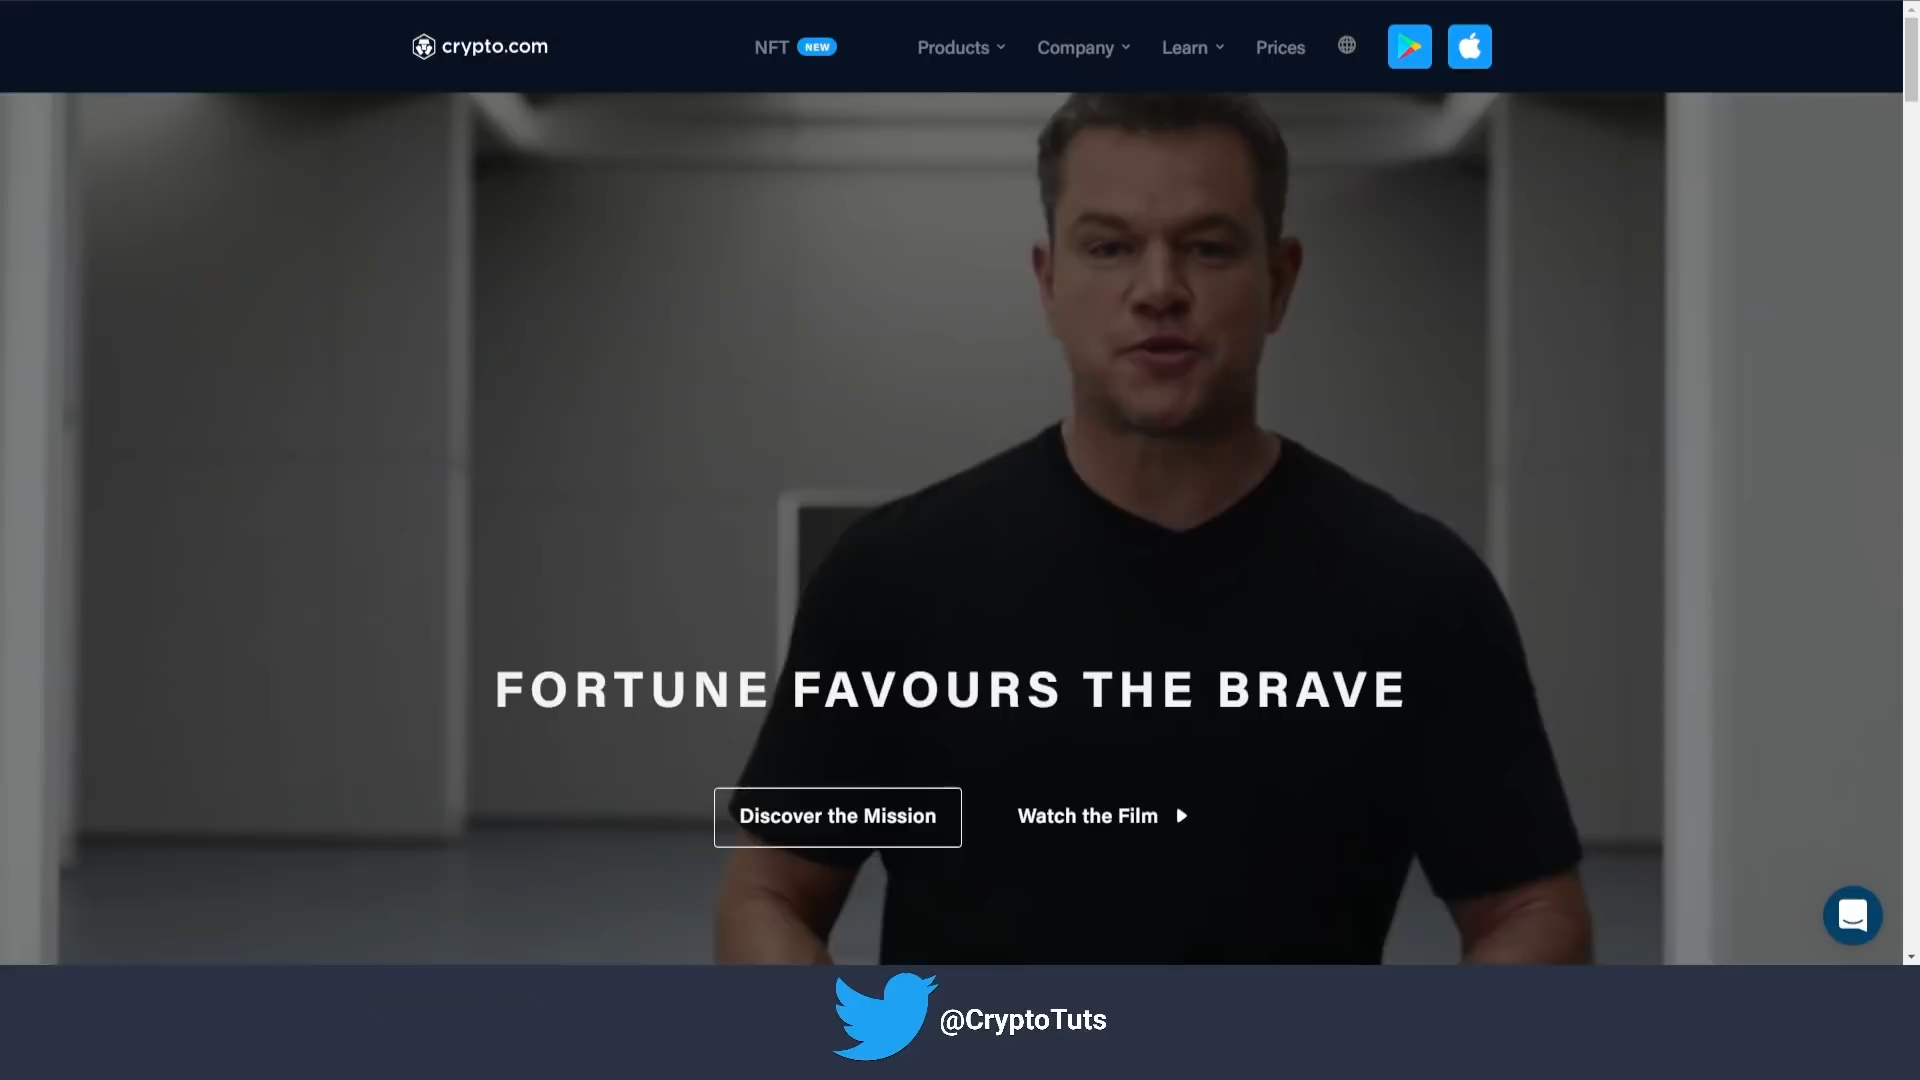 crypto.com
NFT NEW Products Company Learn Prices
FORTUNE FAVOURS THE BRAVE
Discover the Mission Watch the Film
@CryptoTuts